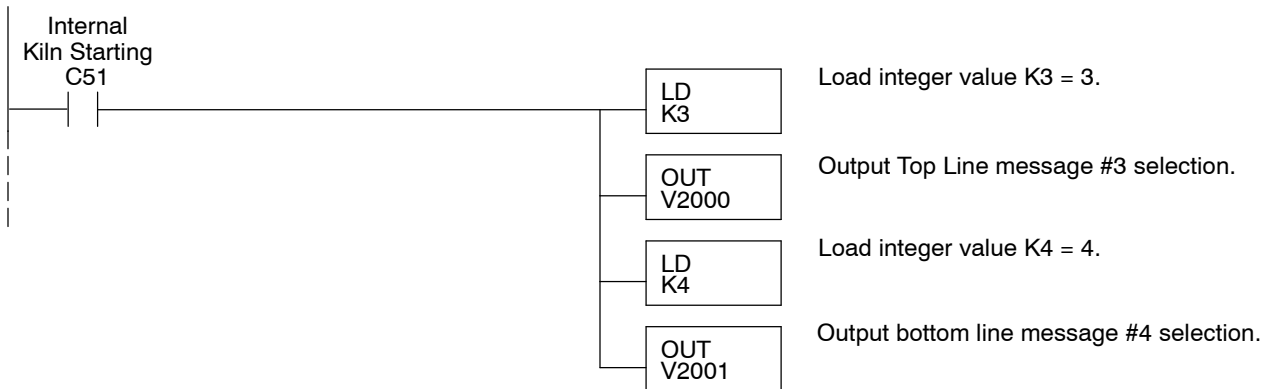 Internal
Kiln Starting
C51
LD
K3
Load integer value K3 = 3.
OUT
V2000
Output Top Line message #3 selection.
LD
K4
Load integer value K4 = 4.
OUT
V2001
Output bottom line message #4 selection.